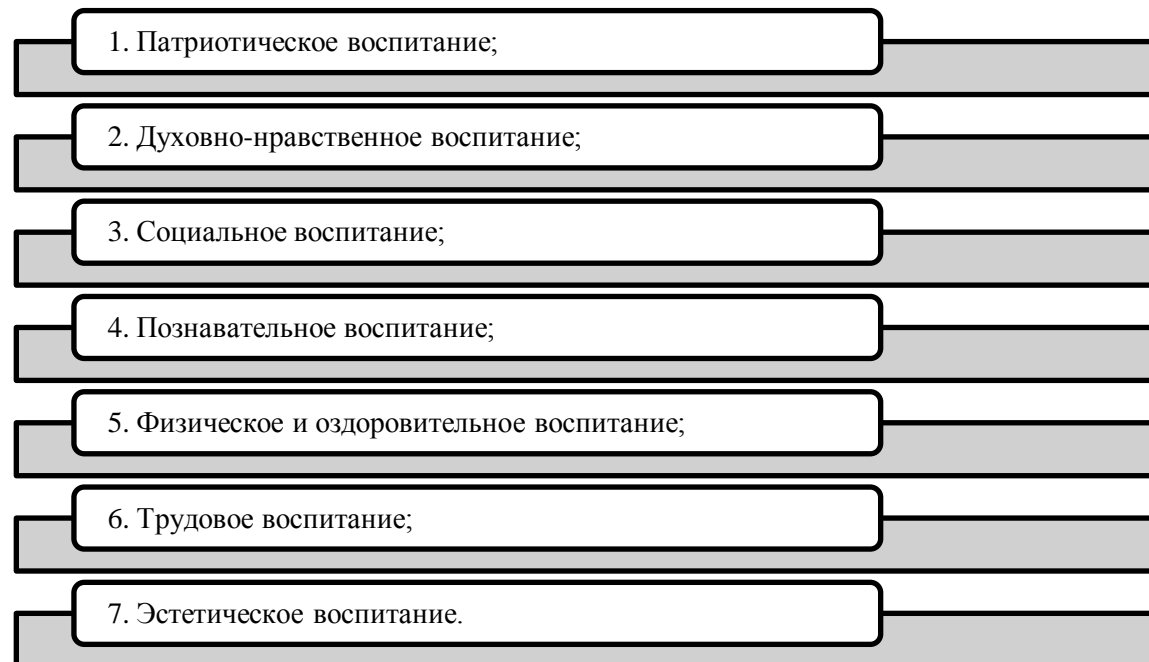 1. Патриотическое воспитание;
2. Духовно-нравственное воспитание;
3. Социальное воспитание;
4. Познавательное воспитание;
5. Физическое и оздоровительное воспитание;
6. Трудовое воспитание;
7. Эстетическое воспитание.